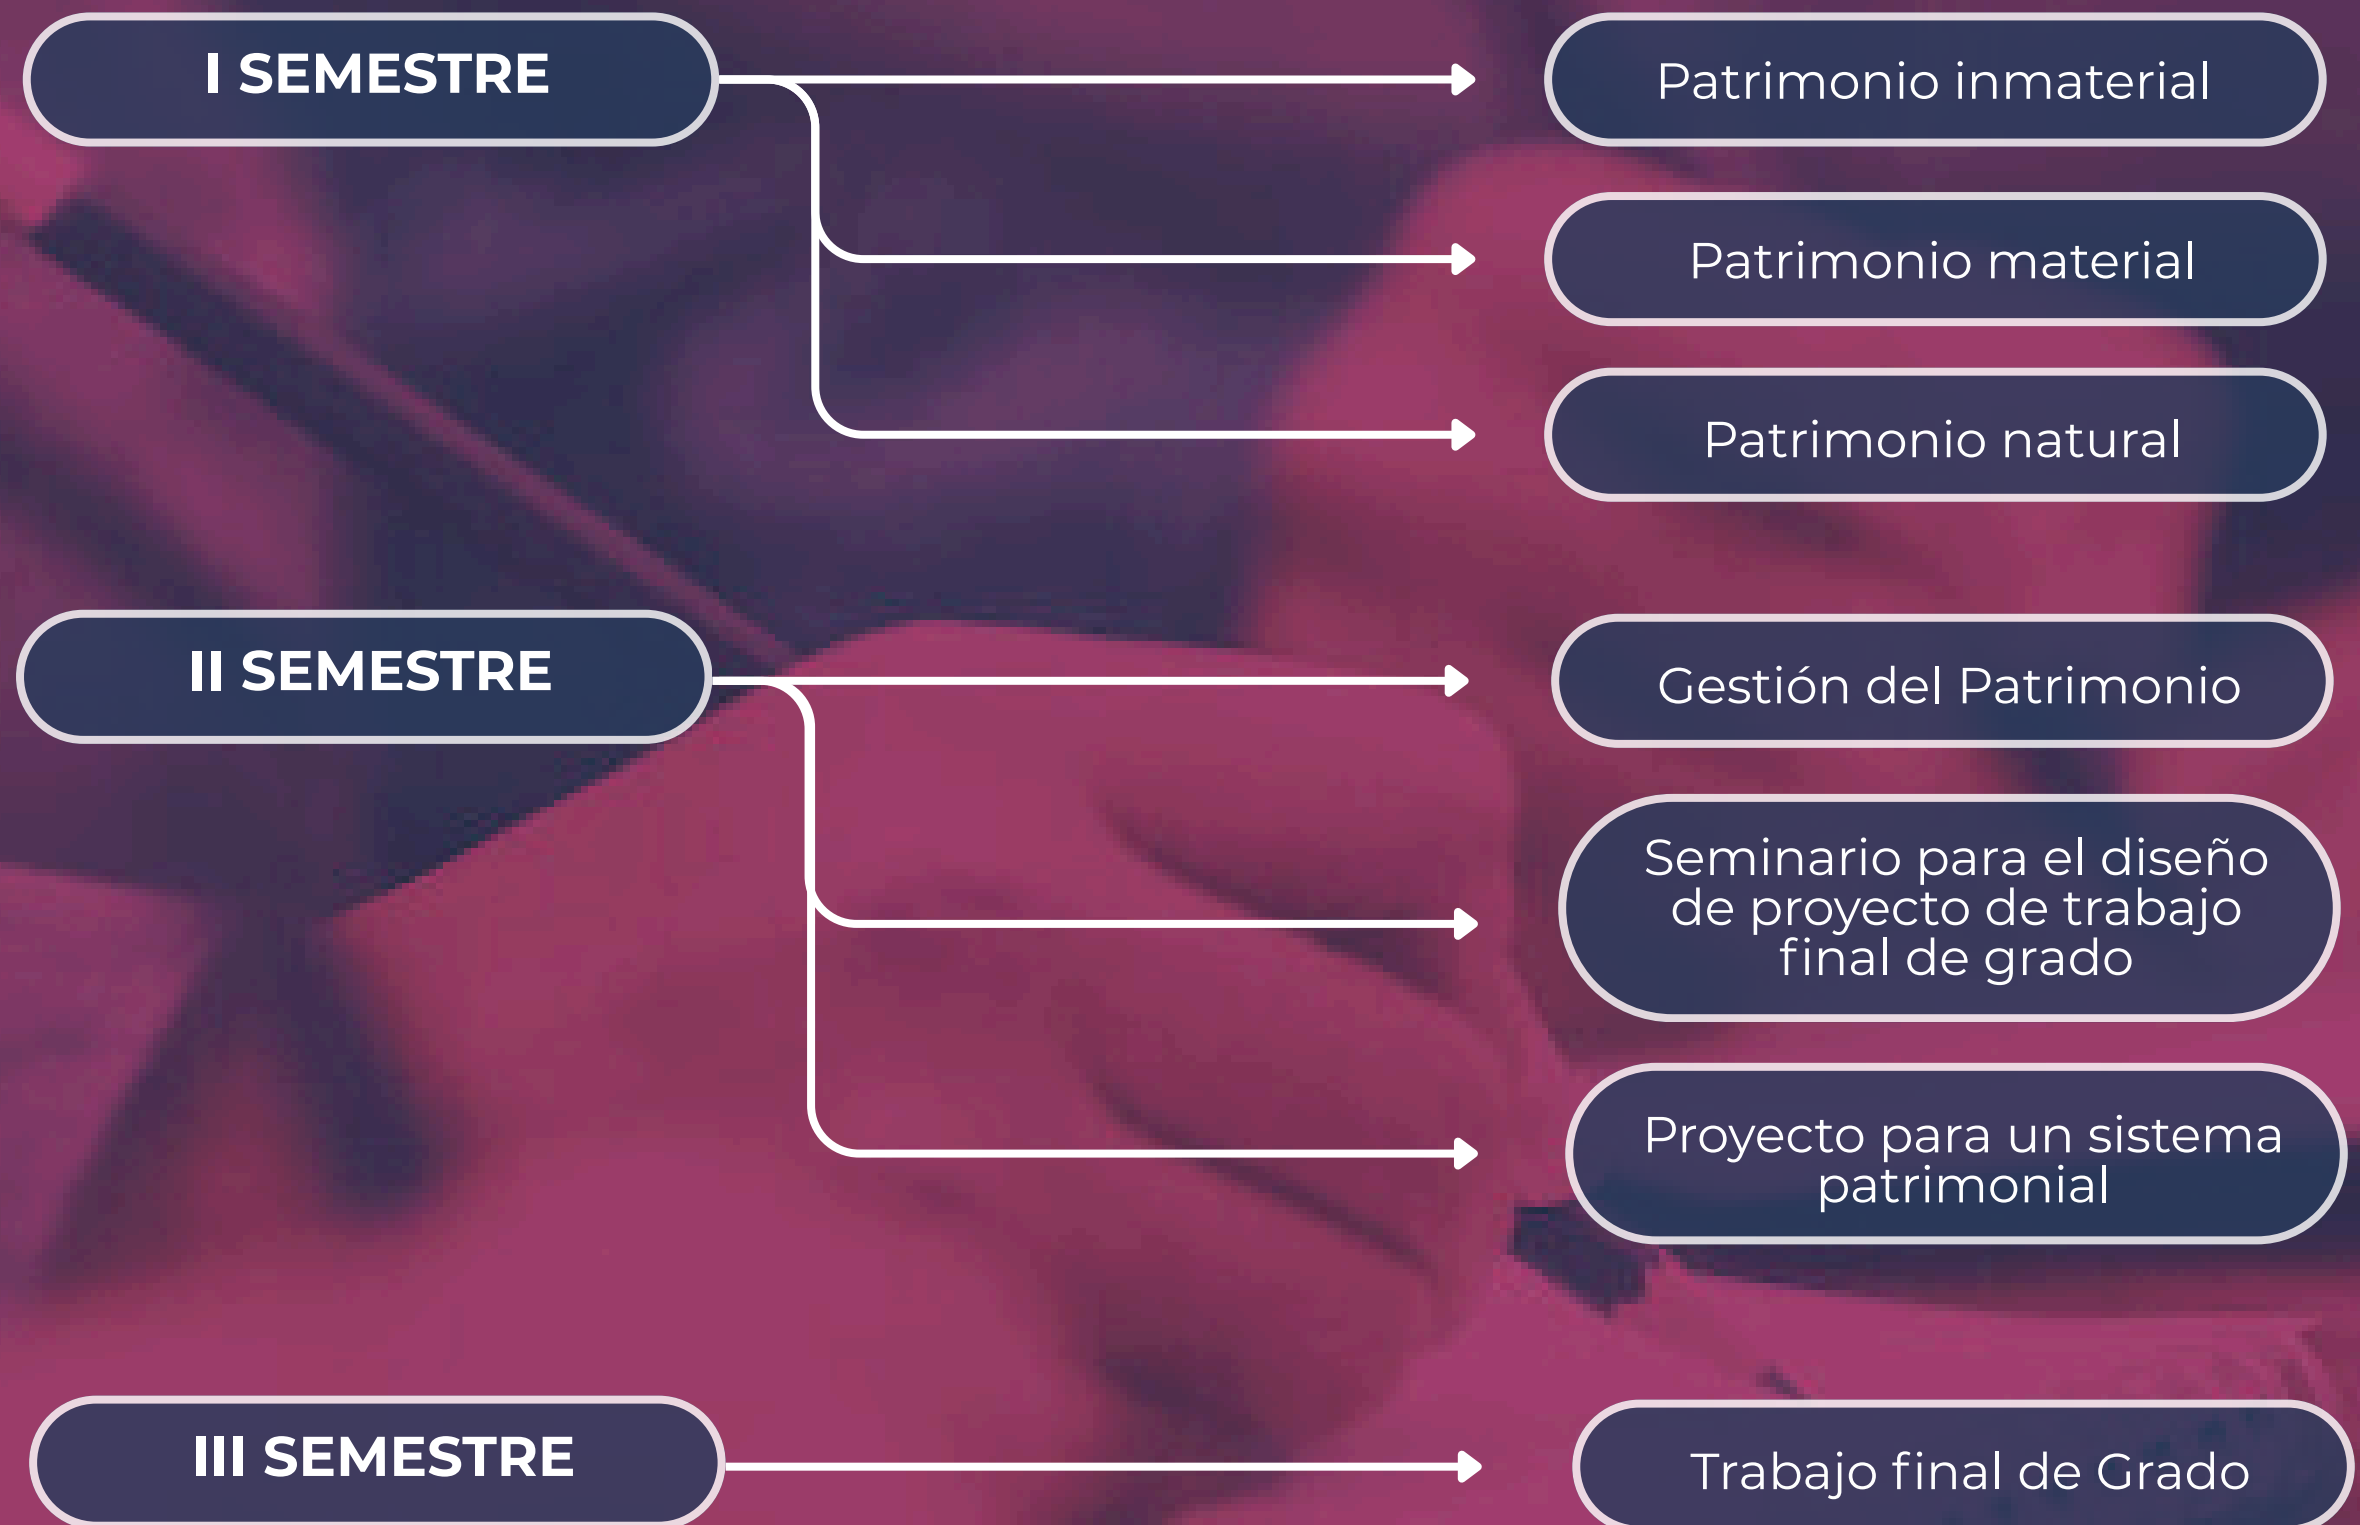 I SEMESTRE
Patrimonio inmaterial
Patrimonio material
Patrimonio natural
II SEMESTRE
Gestión del Patrimonio
Seminario para el diseño
de proyecto de trabajo
final de grado
Proyecto para un sistema
patrimonial
III SEMESTRE
Trabajo final de Grado